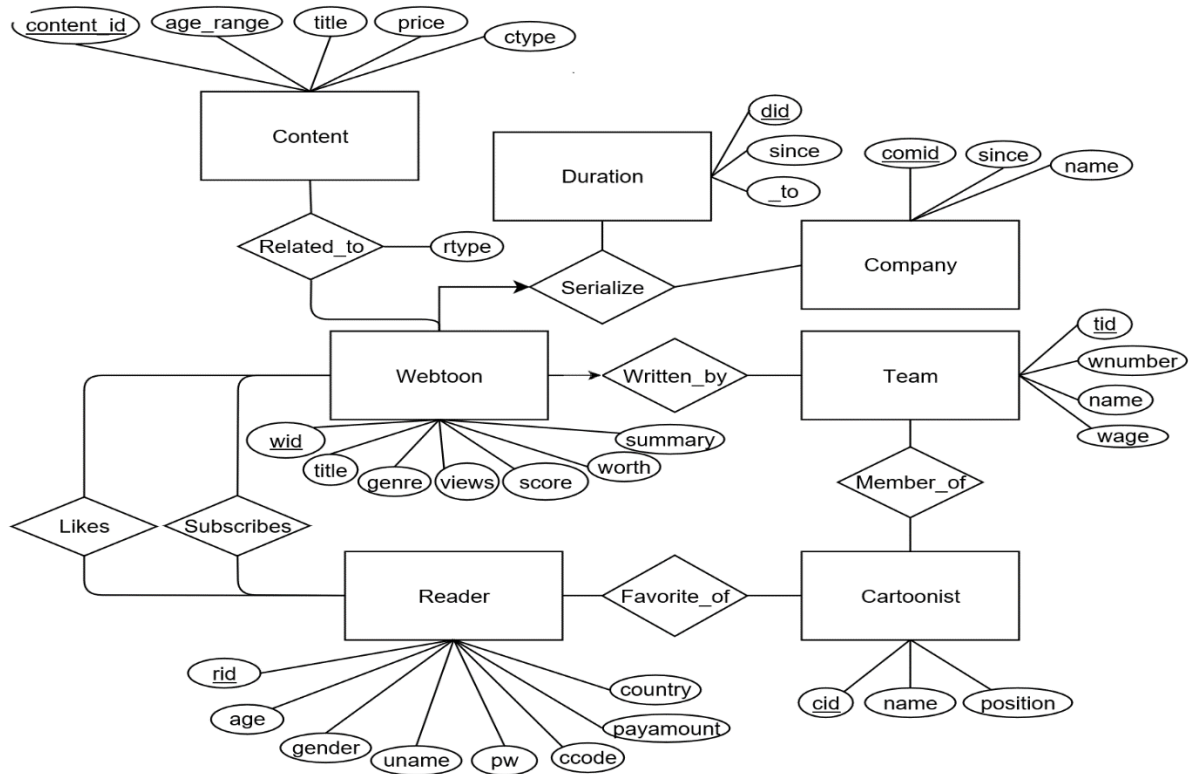 content_id
age_range
title
price
ctype
Content
Duration
did
since
_to
comid
since
name
Company
Related_to
rtype
Serialize
Webtoon
Written_by
Team
tid
wnumber
name
wage
wid
title
genre
views
score
worth
summary
Member_of
Likes
Subscribes
Reader
Favorite_of
Cartoonist
rid
age
gender
uname
pw
ccode
payamount
country
cid
name
position